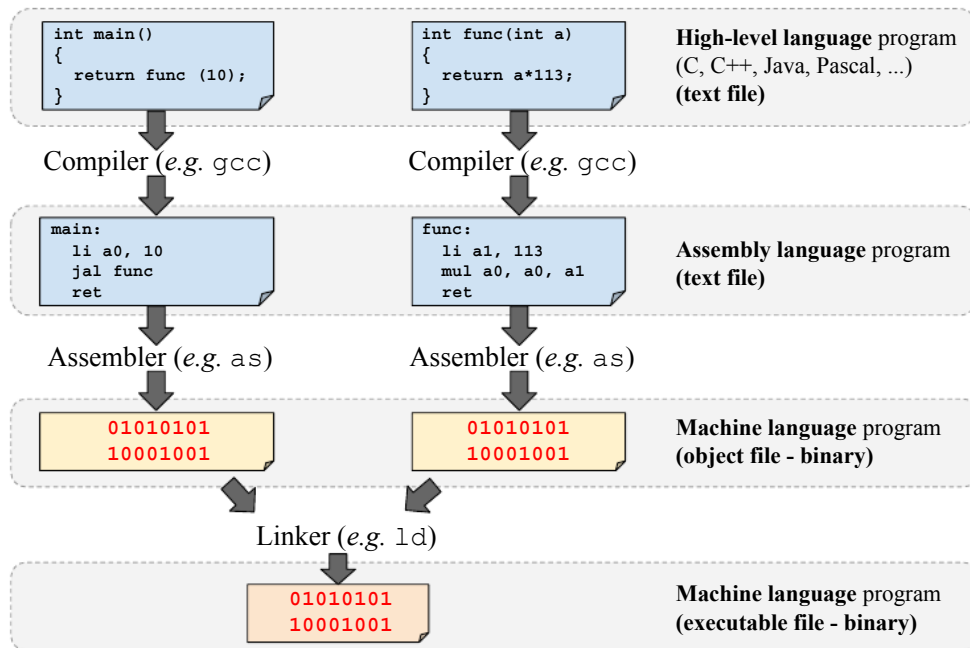 int main()
{
  return func (10);
}
int func(int a)
{
  return a*113;
}
High-level language program
(C, C++, Java, Pascal, ...)
(text file)
Compiler (e.g. gcc)
Compiler (e.g. gcc)
main:
  li a0, 10
  jal func
  ret
func:
  li a1, 113
  mul a0, a0, a1
  ret
Assembly language program
(text file)
Assembler (e.g. as)
Assembler (e.g. as)
01010101
10001001
01010101
10001001
Machine language program
(object file - binary)
Linker (e.g. ld)
01010101
10001001
Machine language program
(executable file - binary)